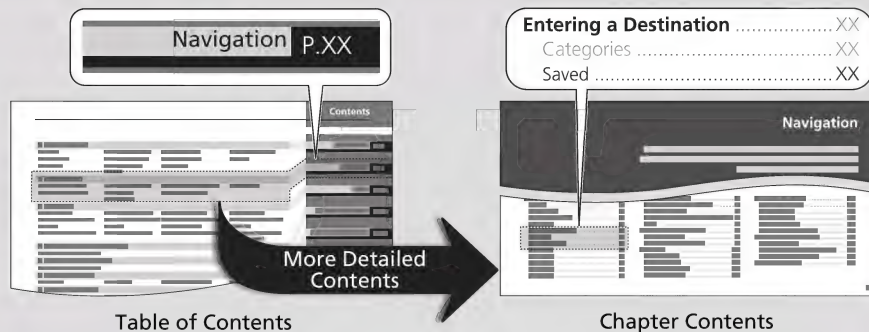 Navigation P.XX
Entering a Destination .................. XX
Categories .................................. XX
Saved ......................................... XX
Contents
Navigation
More Detailed
Contents
Table of Contents
Chapter Contents